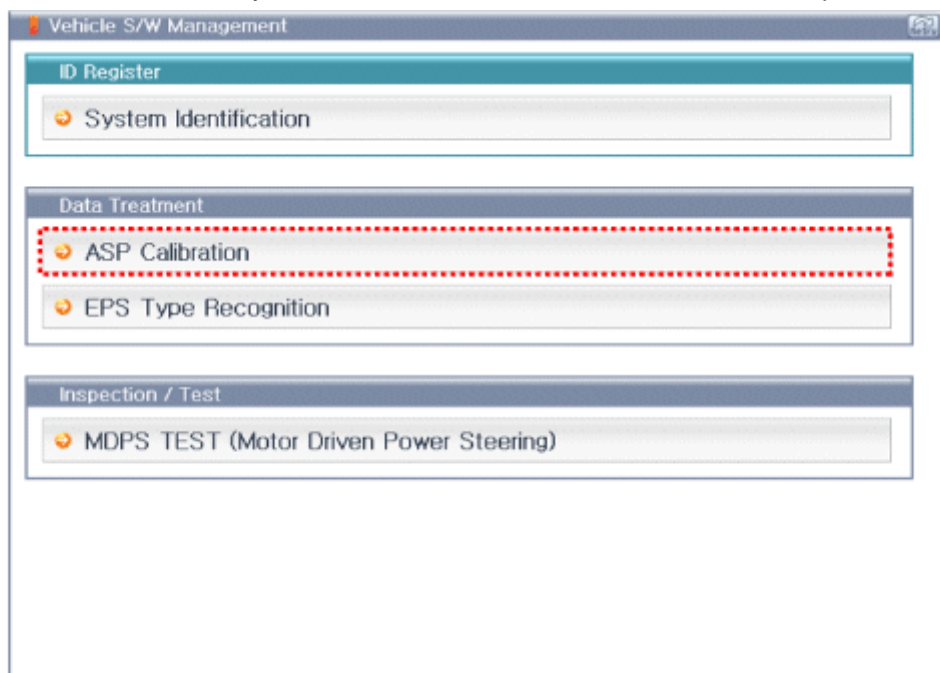 Vehicle S/W Management
ID Register
System Identification
Data Treatment
ASP Calibration
EPS Type Recognition
Inspection / Test
MDPS TEST (Motor Driven Power Steering)